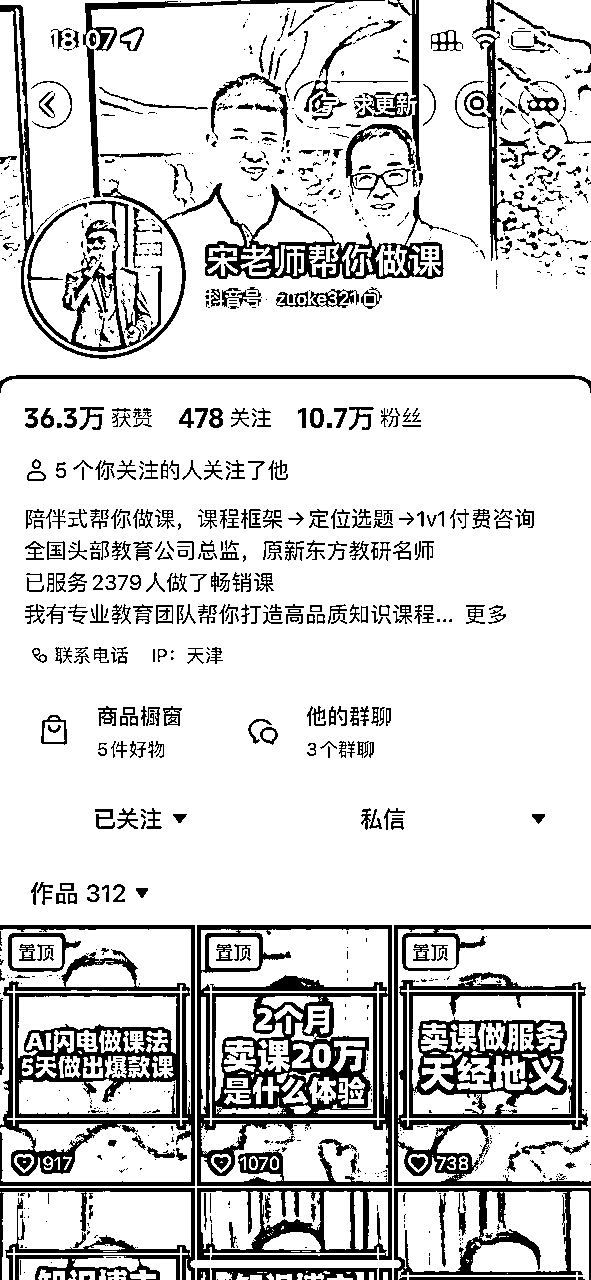 18:07
求更新
宋老师帮你做课
抖音号: zuoke321
36.3万 获赞 478 关注 10.7万 粉丝
5 个你关注的人关注了他
陪伴式帮你做课，课程框架→定位选题→1v1付费咨询
全国头部教育公司总监，原新东方教研名师
已服务2379人做了畅销课
我有专业教育团队帮你打造高品质知识课程... 更多
联系电话 IP：天津
商品橱窗 他的群聊
5件好物 3个群聊
已关注 私信
作品 312
置顶 置顶 置顶
AI闪电做课法
5天做出爆款课
2个月
卖课20万
是什么体验
卖课做服务
天经地义
917 1070 738